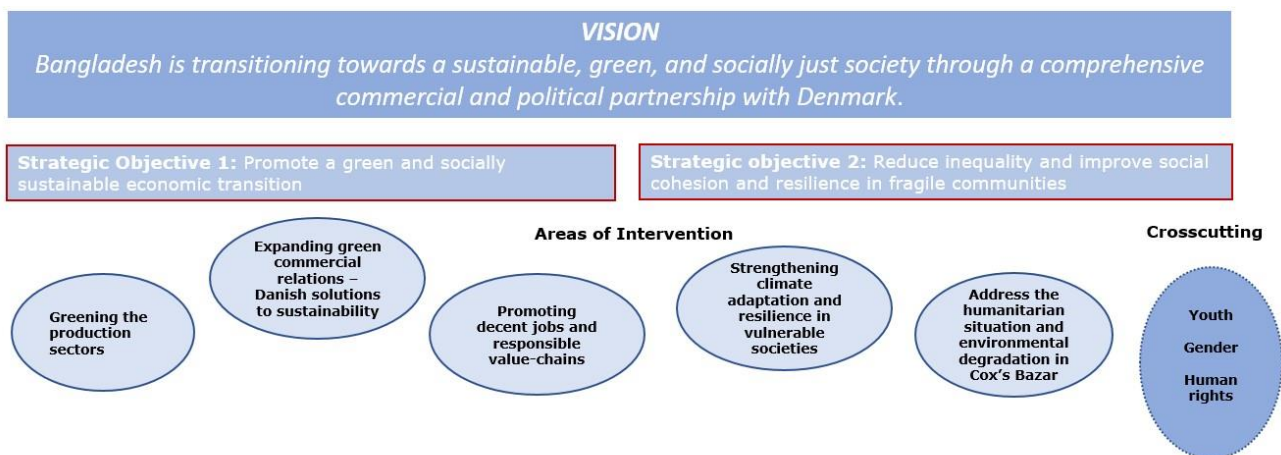 VISION
Bangladesh is transitioning towards a sustainable, green, and socially just society through a comprehensive
commercial and political partnership with Denmark.
Strategic Objective 1: Promote a green and socially
sustainable economic transition
Strategic objective 2: Reduce inequality and improve social
cohesion and resilience in fragile communities
Areas of Intervention
Crosscutting
Greening the
production
sectors
Expanding green
commercial
relations –
Danish solutions
to sustainability
Promoting
decent jobs and
responsible
value-chains
Strengthening
climate
adaptation and
resilience in
vulnerable
societies
Address the
humanitarian
situation and
environmental
degradation in
Cox's Bazar
Youth
Gender
Human
rights